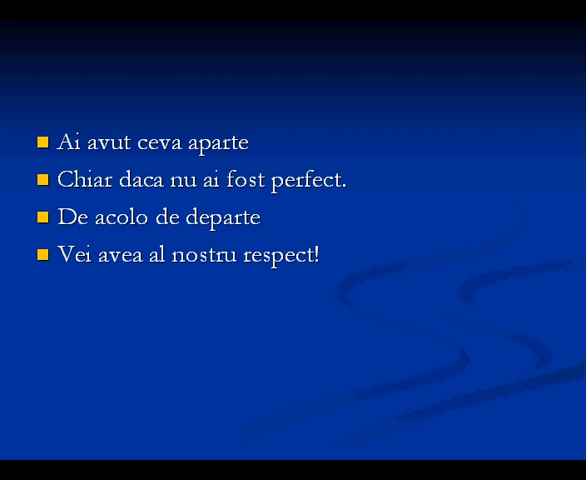 Ai avut ceva aparte
Chiar daca nu ai fost perfect.
De acolo de departe
Vei avea al nostru respect!